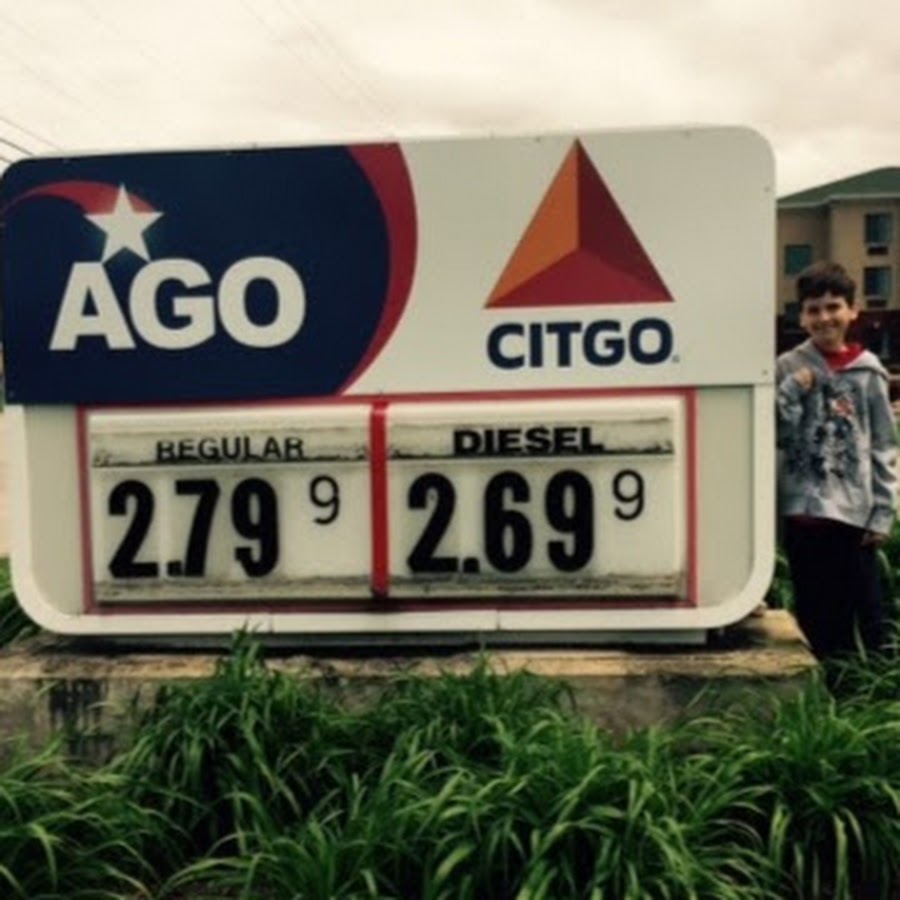 AGO
CITGO
REGULAR
2.79 9
DIESEL
2.69 9